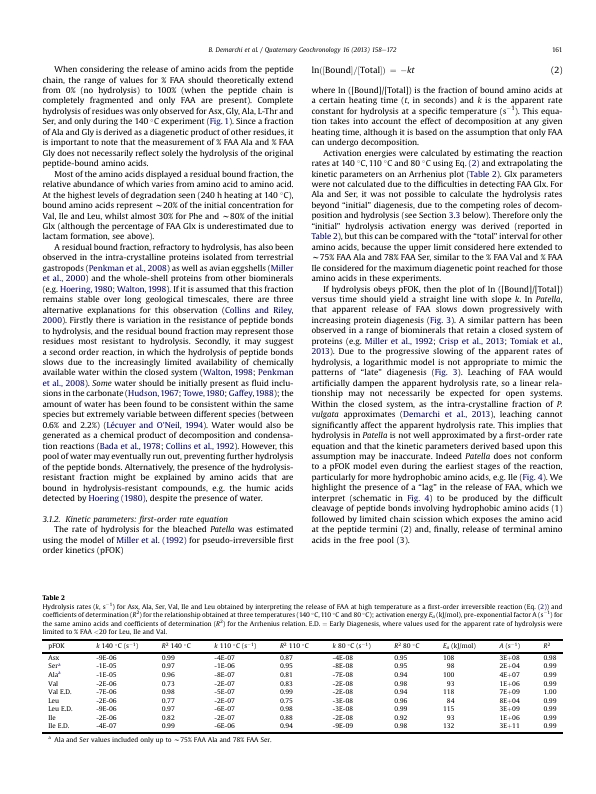 B. Demarchi et al. / Quaternary Geochronology 16 (2013) 158–172
161
When considering the release of amino acids from the peptide
chain, the range of values for % FAA should theoretically extend
from 0% (no hydrolysis) to 100% (when the peptide chain is
completely fragmented and only FAA are present). Complete
hydrolysis of residues was only observed for Asx, Gly, Ala, L-Thr and
Ser, and only during the 140 °C experiment (Fig. 1). Since a fraction
of Ala and Gly is derived as a diagenetic product of other residues, it
is important to note that the measurement of % FAA Ala and % FAA
Gly does not necessarily reflect solely the hydrolysis of the original
peptide-bound amino acids.
Most of the amino acids displayed a residual bound fraction, the
relative abundance of which varies from amino acid to amino acid.
At the highest levels of degradation seen (240 h heating at 140 °C),
bound amino acids represent ∼20% of the initial concentration for
Val, Ile and Leu, whilst almost 30% for Phe and ∼80% of the initial
Glx (although the percentage of FAA Glx is underestimated due to
lactam formation, see above).
A residual bound fraction, refractory to hydrolysis, has also been
observed in the intra-crystalline proteins isolated from terrestrial
gastropods (Penkman et al., 2008) as well as avian eggshells (Miller
et al., 2000) and the whole-shell proteins from other biominerals
(e.g. Hoering, 1980; Walton, 1998). If it is assumed that this fraction
remains stable over long geological timescales, there are three
alternative explanations for this observation (Collins and Riley,
2000). Firstly there is variation in the resistance of peptide bonds
to hydrolysis, and the residual bound fraction may represent those
residues most resistant to hydrolysis. Secondly, it may suggest
a second order reaction, in which the hydrolysis of peptide bonds
slows due to the increasingly limited availability of chemically
available water within the closed system (Walton, 1998; Penkman
et al., 2008). Some water should be initially present as fluid inclu-
sions in the carbonate (Hudson, 1967; Towe, 1980; Gaffey, 1988); the
amount of water has been found to be consistent within the same
species but extremely variable between different species (between
0.6% and 2.2%) (Lécuyer and O'Neil, 1994). Water would also be
generated as a chemical product of decomposition and condensa-
tion reactions (Bada et al., 1978; Collins et al., 1992). However, this
pool of water may eventually run out, preventing further hydrolysis
of the peptide bonds. Alternatively, the presence of the hydrolysis-
resistant fraction might be explained by amino acids that are
bound in hydrolysis-resistant compounds, e.g. the humic acids
detected by Hoering (1980), despite the presence of water.
3.1.2. Kinetic parameters: first-order rate equation
The rate of hydrolysis for the bleached Patella was estimated
using the model of Miller et al. (1992) for pseudo-irreversible first
order kinetics (pFOK)
ln([Bound]/[Total]) = −kt (2)
where ln ([Bound]/[Total]) is the fraction of bound amino acids at
a certain heating time (t, in seconds) and k is the apparent rate
constant for hydrolysis at a specific temperature (s⁻¹). This equa-
tion takes into account the effect of decomposition at any given
heating time, although it is based on the assumption that only FAA
can undergo decomposition.
Activation energies were calculated by estimating the reaction
rates at 140 °C, 110 °C and 80 °C using Eq. (2) and extrapolating the
kinetic parameters on an Arrhenius plot (Table 2). Glx parameters
were not calculated due to the difficulties in detecting FAA Glx. For
Ala and Ser, it was not possible to calculate the hydrolysis rates
beyond "initial" diagenesis, due to the competing roles of decom-
position and hydrolysis (see Section 3.3 below). Therefore only the
"initial" hydrolysis activation energy was derived (reported in
Table 2), but this can be compared with the "total" interval for other
amino acids, because the upper limit considered here extended to
∼75% FAA Ala and 78% FAA Ser, similar to the % FAA Val and % FAA
Ile considered for the maximum diagenetic point reached for those
amino acids in these experiments.
If hydrolysis obeys pFOK, then the plot of ln ([Bound]/[Total])
versus time should yield a straight line with slope k. In Patella,
that apparent release of FAA slows down progressively with
increasing protein diagenesis (Fig. 3). A similar pattern has been
observed in a range of biominerals that retain a closed system of
proteins (e.g. Miller et al., 1992; Crisp et al., 2013; Tomiak et al.,
2013). Due to the progressive slowing of the apparent rates of
hydrolysis, a logarithmic model is not appropriate to mimic the
patterns of "late" diagenesis (Fig. 3). Leaching of FAA would
artificially dampen the apparent hydrolysis rate, so a linear rela-
tionship may not necessarily be expected for open systems.
Within the closed system, as the intra-crystalline fraction of P.
vulgata approximates (Demarchi et al., 2013), leaching cannot
significantly affect the apparent hydrolysis rate. This implies that
hydrolysis in Patella is not well approximated by a first-order rate
equation and that the kinetic parameters derived based upon this
assumption may be inaccurate. Indeed Patella does not conform
to a pFOK model even during the earliest stages of the reaction,
particularly for more hydrophobic amino acids, e.g. Ile (Fig. 4). We
highlight the presence of a "lag" in the release of FAA, which we
interpret (schematic in Fig. 4) to be produced by the difficult
cleavage of peptide bonds involving hydrophobic amino acids (1)
followed by limited chain scission which exposes the amino acid
at the peptide termini (2) and, finally, release of terminal amino
acids in the free pool (3).
Table 2
Hydrolysis rates (k, s⁻¹) for Asx, Ala, Ser, Val, Ile and Leu obtained by interpreting the release of FAA at high temperature as a first-order irreversible reaction (Eq. (2)) and
coefficients of determination (R²) for the relationship obtained at three temperatures (140 °C, 110 °C and 80 °C); activation energy Eₐ (kJ/mol), pre-exponential factor A (s⁻¹) for
the same amino acids and coefficients of determination (R²) for the Arrhenius relation. E.D. = Early Diagenesis, where values used for the apparent rate of hydrolysis were
limited to % FAA <20 for Leu, Ile and Val.
pFOK k 140 °C (s⁻¹) R² 140 °C k 110 °C (s⁻¹) R² 110 °C k 80 °C (s⁻¹) R² 80 °C Eₐ (kJ/mol) A (s⁻¹) R²
Asx -9E-06 0.99 -4E-07 0.87 -4E-08 0.95 108 3E+08 0.98
Serᵃ -1E-05 0.97 -1E-06 0.95 -8E-08 0.95 98 2E+04 0.99
Alaᵃ -1E-05 0.96 -8E-07 0.81 -7E-08 0.94 100 4E+07 0.99
Val -2E-06 0.73 -2E-07 0.83 -2E-08 0.98 93 1E+06 0.99
Val E.D. -7E-06 0.98 -5E-07 0.99 -2E-08 0.94 118 7E+09 1.00
Leu -2E-06 0.77 -2E-07 0.75 -3E-08 0.96 84 8E+04 0.99
Leu E.D. -9E-06 0.97 -6E-07 0.98 -3E-08 0.99 115 3E+09 0.99
Ile -2E-06 0.82 -2E-07 0.88 -2E-08 0.92 93 1E+06 0.99
Ile E.D. -4E-07 0.99 -6E-06 0.94 -9E-09 0.98 132 3E+11 0.99
ᵃ Ala and Ser values included only up to ∼75% FAA Ala and 78% FAA Ser.